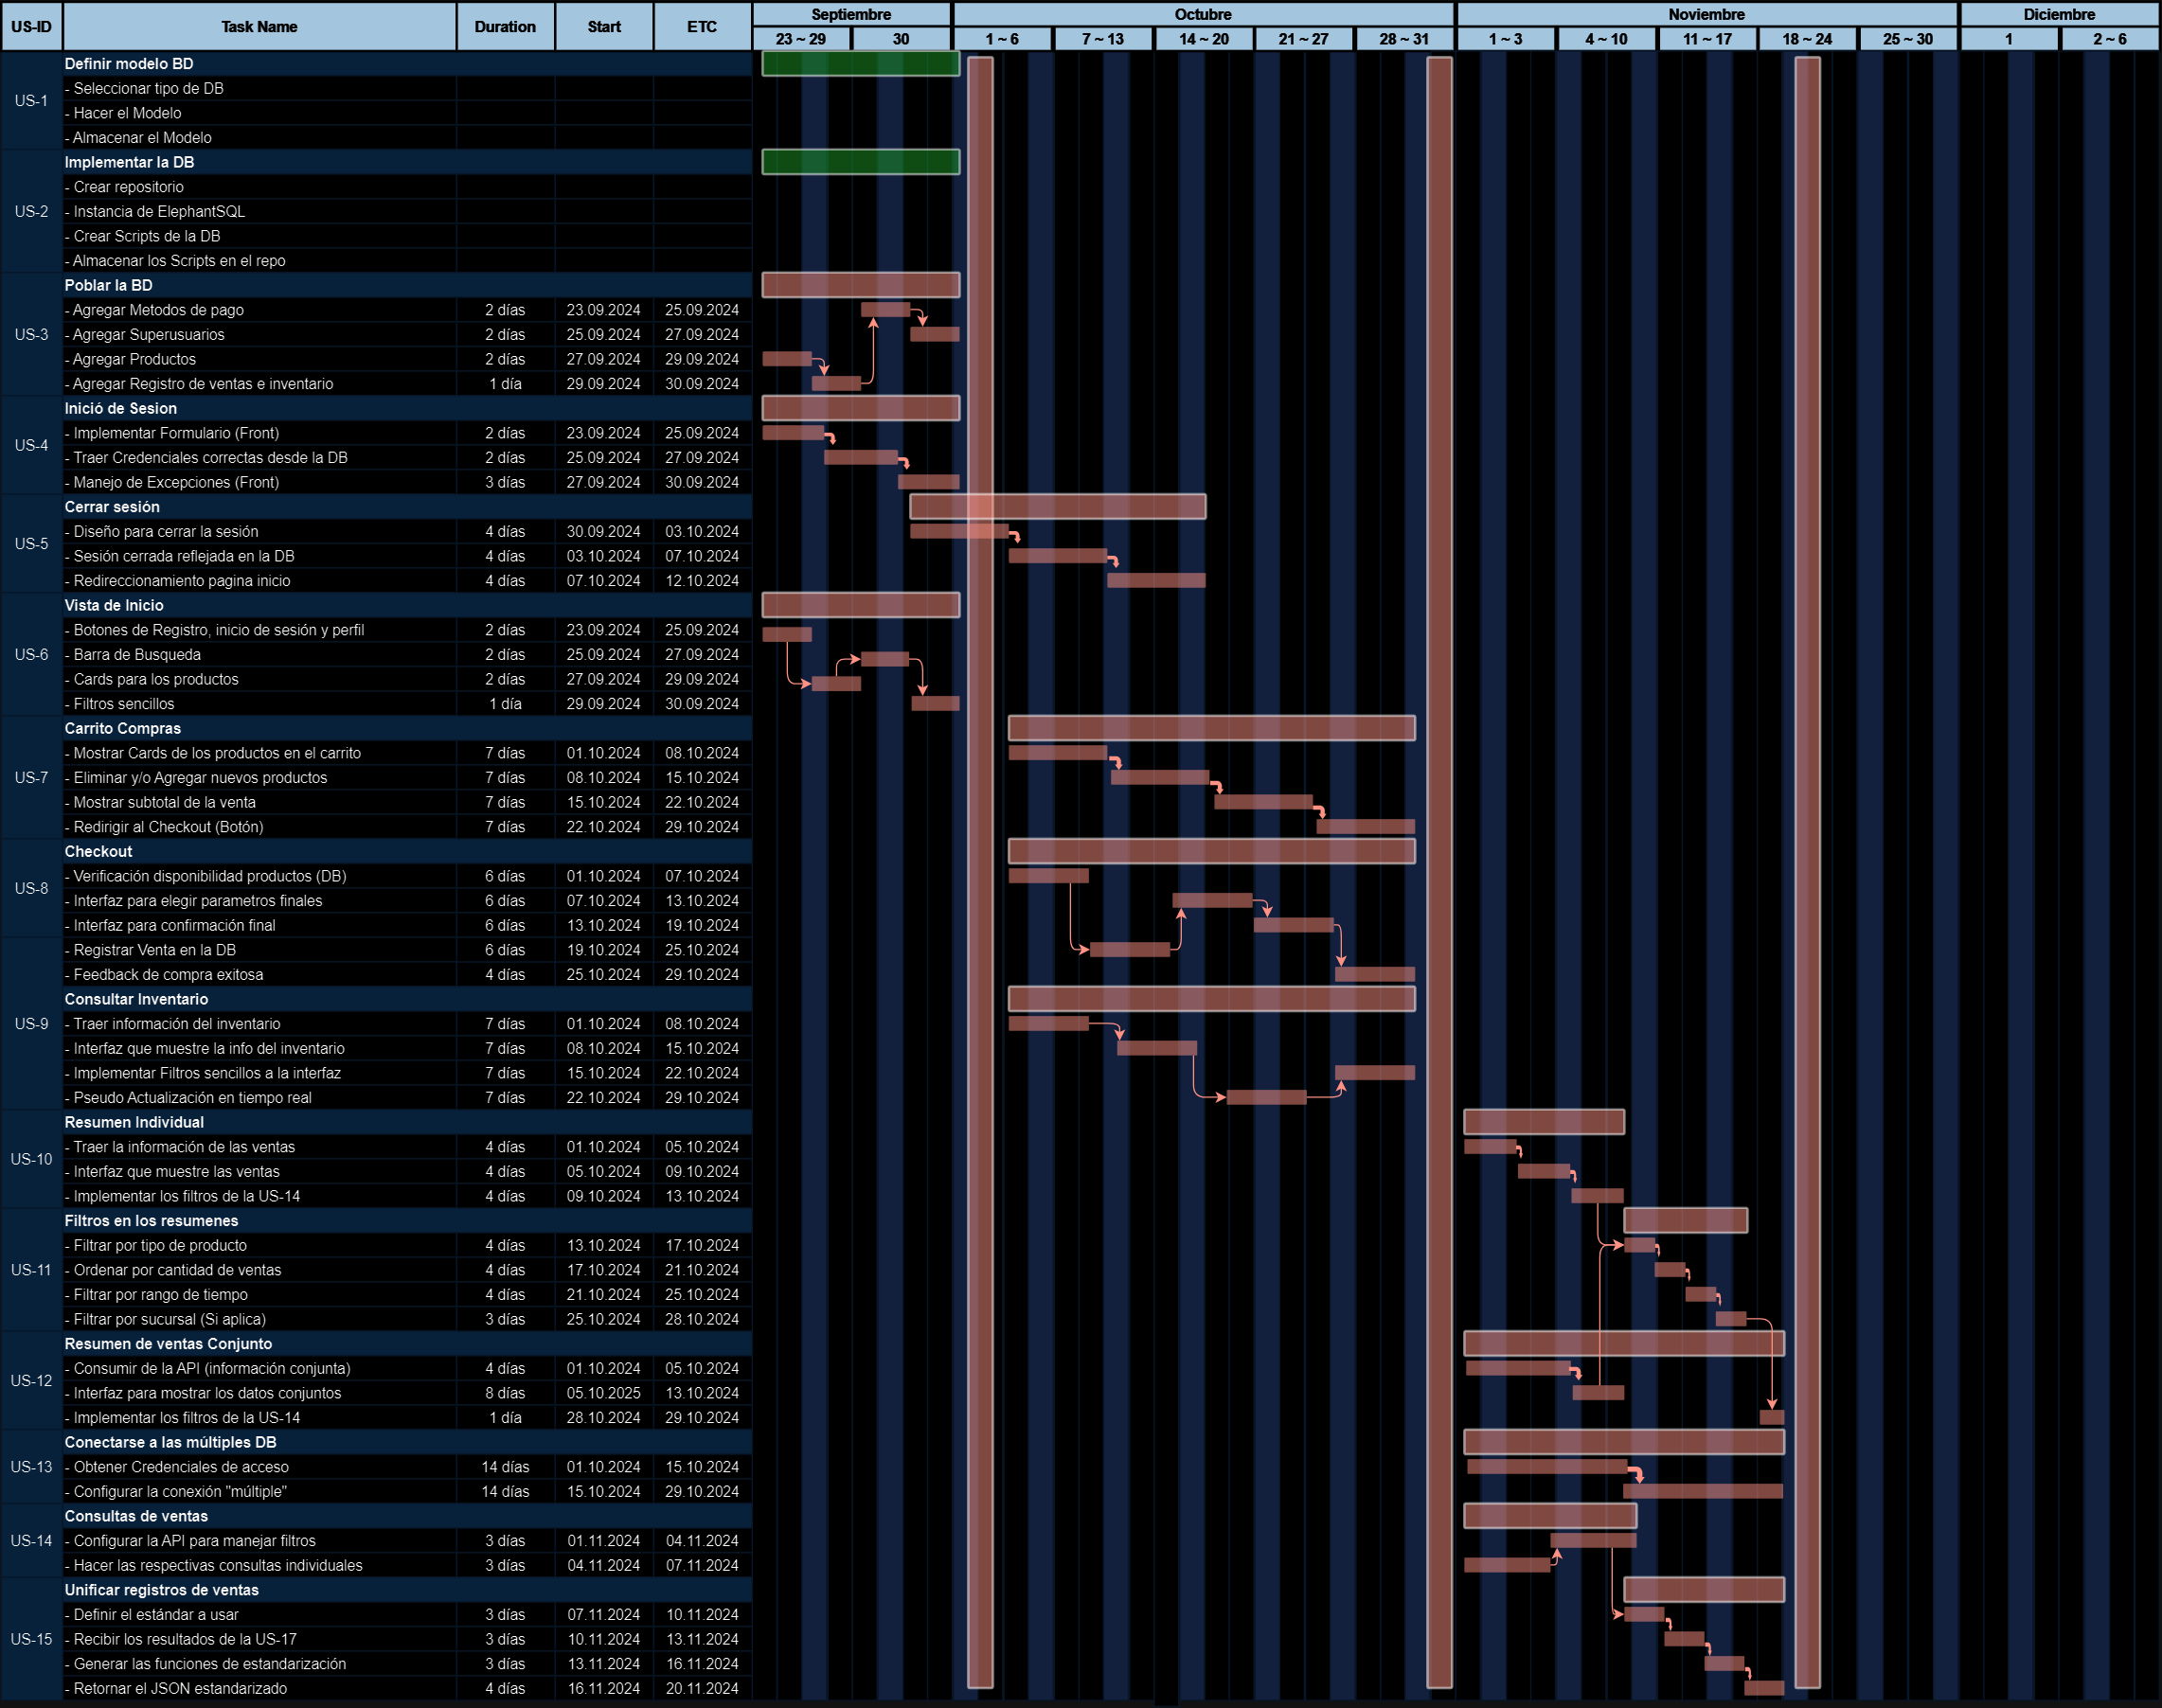 US-ID Task Name Duration Start ETC Septiembre Octubre Noviembre Diciembre
23 ~ 29 30 1 ~ 6 7 ~ 13 14 ~ 20 21 ~ 27 28 ~ 31 1 ~ 3 4 ~ 10 11 ~ 17 18 ~ 24 25 ~ 30 1 2 ~ 6
US-1
Definir modelo BD
- Seleccionar tipo de DB
- Hacer el Modelo
- Almacenar el Modelo
US-2
Implementar la DB
- Crear repositorio
- Instancia de ElephantSQL
- Crear Scripts de la DB
- Almacenar los Scripts en el repo
US-3
Poblar la BD
- Agregar Metodos de pago 2 días 23.09.2024 25.09.2024
- Agregar Superusuarios 2 días 25.09.2024 27.09.2024
- Agregar Productos 2 días 27.09.2024 29.09.2024
- Agregar Registro de ventas e inventario 1 día 29.09.2024 30.09.2024
US-4
Inició de Sesion
- Implementar Formulario (Front) 2 días 23.09.2024 25.09.2024
- Traer Credenciales correctas desde la DB 2 días 25.09.2024 27.09.2024
- Manejo de Excepciones (Front) 3 días 27.09.2024 30.09.2024
US-5
Cerrar sesión
- Diseño para cerrar la sesión 4 días 30.09.2024 03.10.2024
- Sesión cerrada reflejada en la DB 4 días 03.10.2024 07.10.2024
- Redireccionamiento pagina inicio 4 días 07.10.2024 12.10.2024
US-6
Vista de Inicio
- Botones de Registro, inicio de sesión y perfil 2 días 23.09.2024 25.09.2024
- Barra de Busqueda 2 días 25.09.2024 27.09.2024
- Cards para los productos 2 días 27.09.2024 29.09.2024
- Filtros sencillos 1 día 29.09.2024 30.09.2024
US-7
Carrito Compras
- Mostrar Cards de los productos en el carrito 7 días 01.10.2024 08.10.2024
- Eliminar y/o Agregar nuevos productos 7 días 08.10.2024 15.10.2024
- Mostrar subtotal de la venta 7 días 15.10.2024 22.10.2024
- Redirigir al Checkout (Botón) 7 días 22.10.2024 29.10.2024
US-8
Checkout
- Verificación disponibilidad productos (DB) 6 días 01.10.2024 07.10.2024
- Interfaz para elegir parametros finales 6 días 07.10.2024 13.10.2024
- Interfaz para confirmación final 6 días 13.10.2024 19.10.2024
- Registrar Venta en la DB 6 días 19.10.2024 25.10.2024
- Feedback de compra exitosa 4 días 25.10.2024 29.10.2024
US-9
Consultar Inventario
- Traer información del inventario 7 días 01.10.2024 08.10.2024
- Interfaz que muestre la info del inventario 7 días 08.10.2024 15.10.2024
- Implementar Filtros sencillos a la interfaz 7 días 15.10.2024 22.10.2024
- Pseudo Actualización en tiempo real 7 días 22.10.2024 29.10.2024
US-10
Resumen Individual
- Traer la información de las ventas 4 días 01.10.2024 05.10.2024
- Interfaz que muestre las ventas 4 días 05.10.2024 09.10.2024
- Implementar los filtros de la US-14 4 días 09.10.2024 13.10.2024
US-11
Filtros en los resumenes
- Filtrar por tipo de producto 4 días 13.10.2024 17.10.2024
- Ordenar por cantidad de ventas 4 días 17.10.2024 21.10.2024
- Filtrar por rango de tiempo 4 días 21.10.2024 25.10.2024
- Filtrar por sucursal (Si aplica) 3 días 25.10.2024 28.10.2024
US-12
Resumen de ventas Conjunto
- Consumir de la API (información conjunta) 4 días 01.10.2024 05.10.2024
- Interfaz para mostrar los datos conjuntos 8 días 05.10.2025 13.10.2024
- Implementar los filtros de la US-14 1 día 28.10.2024 29.10.2024
US-13
Conectarse a las múltiples DB
- Obtener Credenciales de acceso 14 días 01.10.2024 15.10.2024
- Configurar la conexión "múltiple" 14 días 15.10.2024 29.10.2024
US-14
Consultas de ventas
- Configurar la API para manejar filtros 3 días 01.11.2024 04.11.2024
- Hacer las respectivas consultas individuales 3 días 04.11.2024 07.11.2024
US-15
Unificar registros de ventas
- Definir el estándar a usar 3 días 07.11.2024 10.11.2024
- Recibir los resultados de la US-17 3 días 10.11.2024 13.11.2024
- Generar las funciones de estandarización 3 días 13.11.2024 16.11.2024
- Retornar el JSON estandarizado 4 días 16.11.2024 20.11.2024